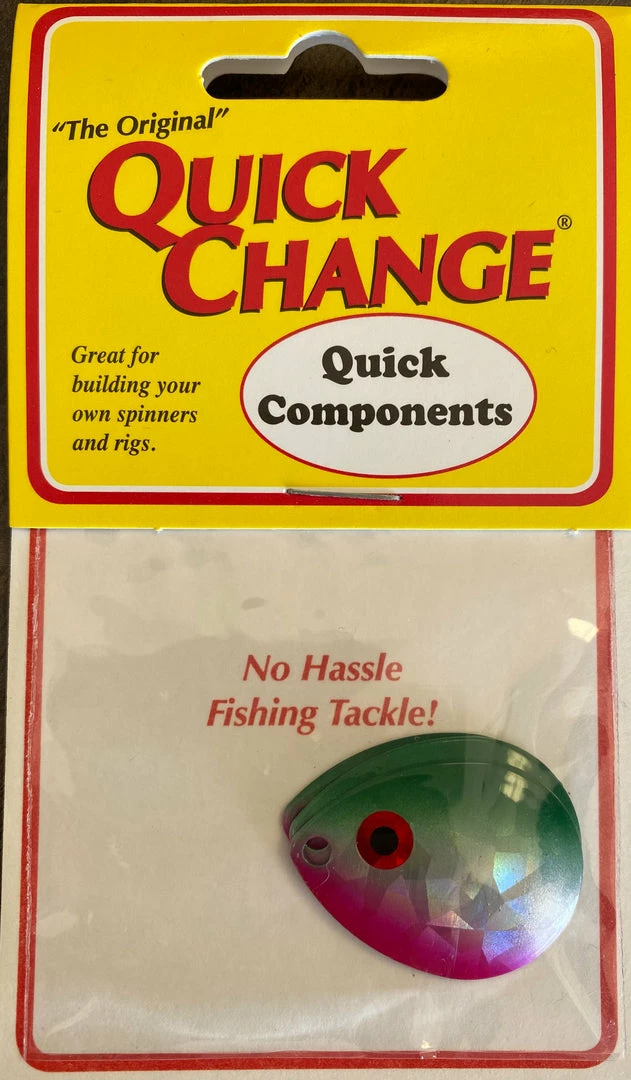 "The Original"
QUICK
CHANGE®
Great for
building your
own spinners
and rigs.
Quick
Components
No Hassle
Fishing Tackle!